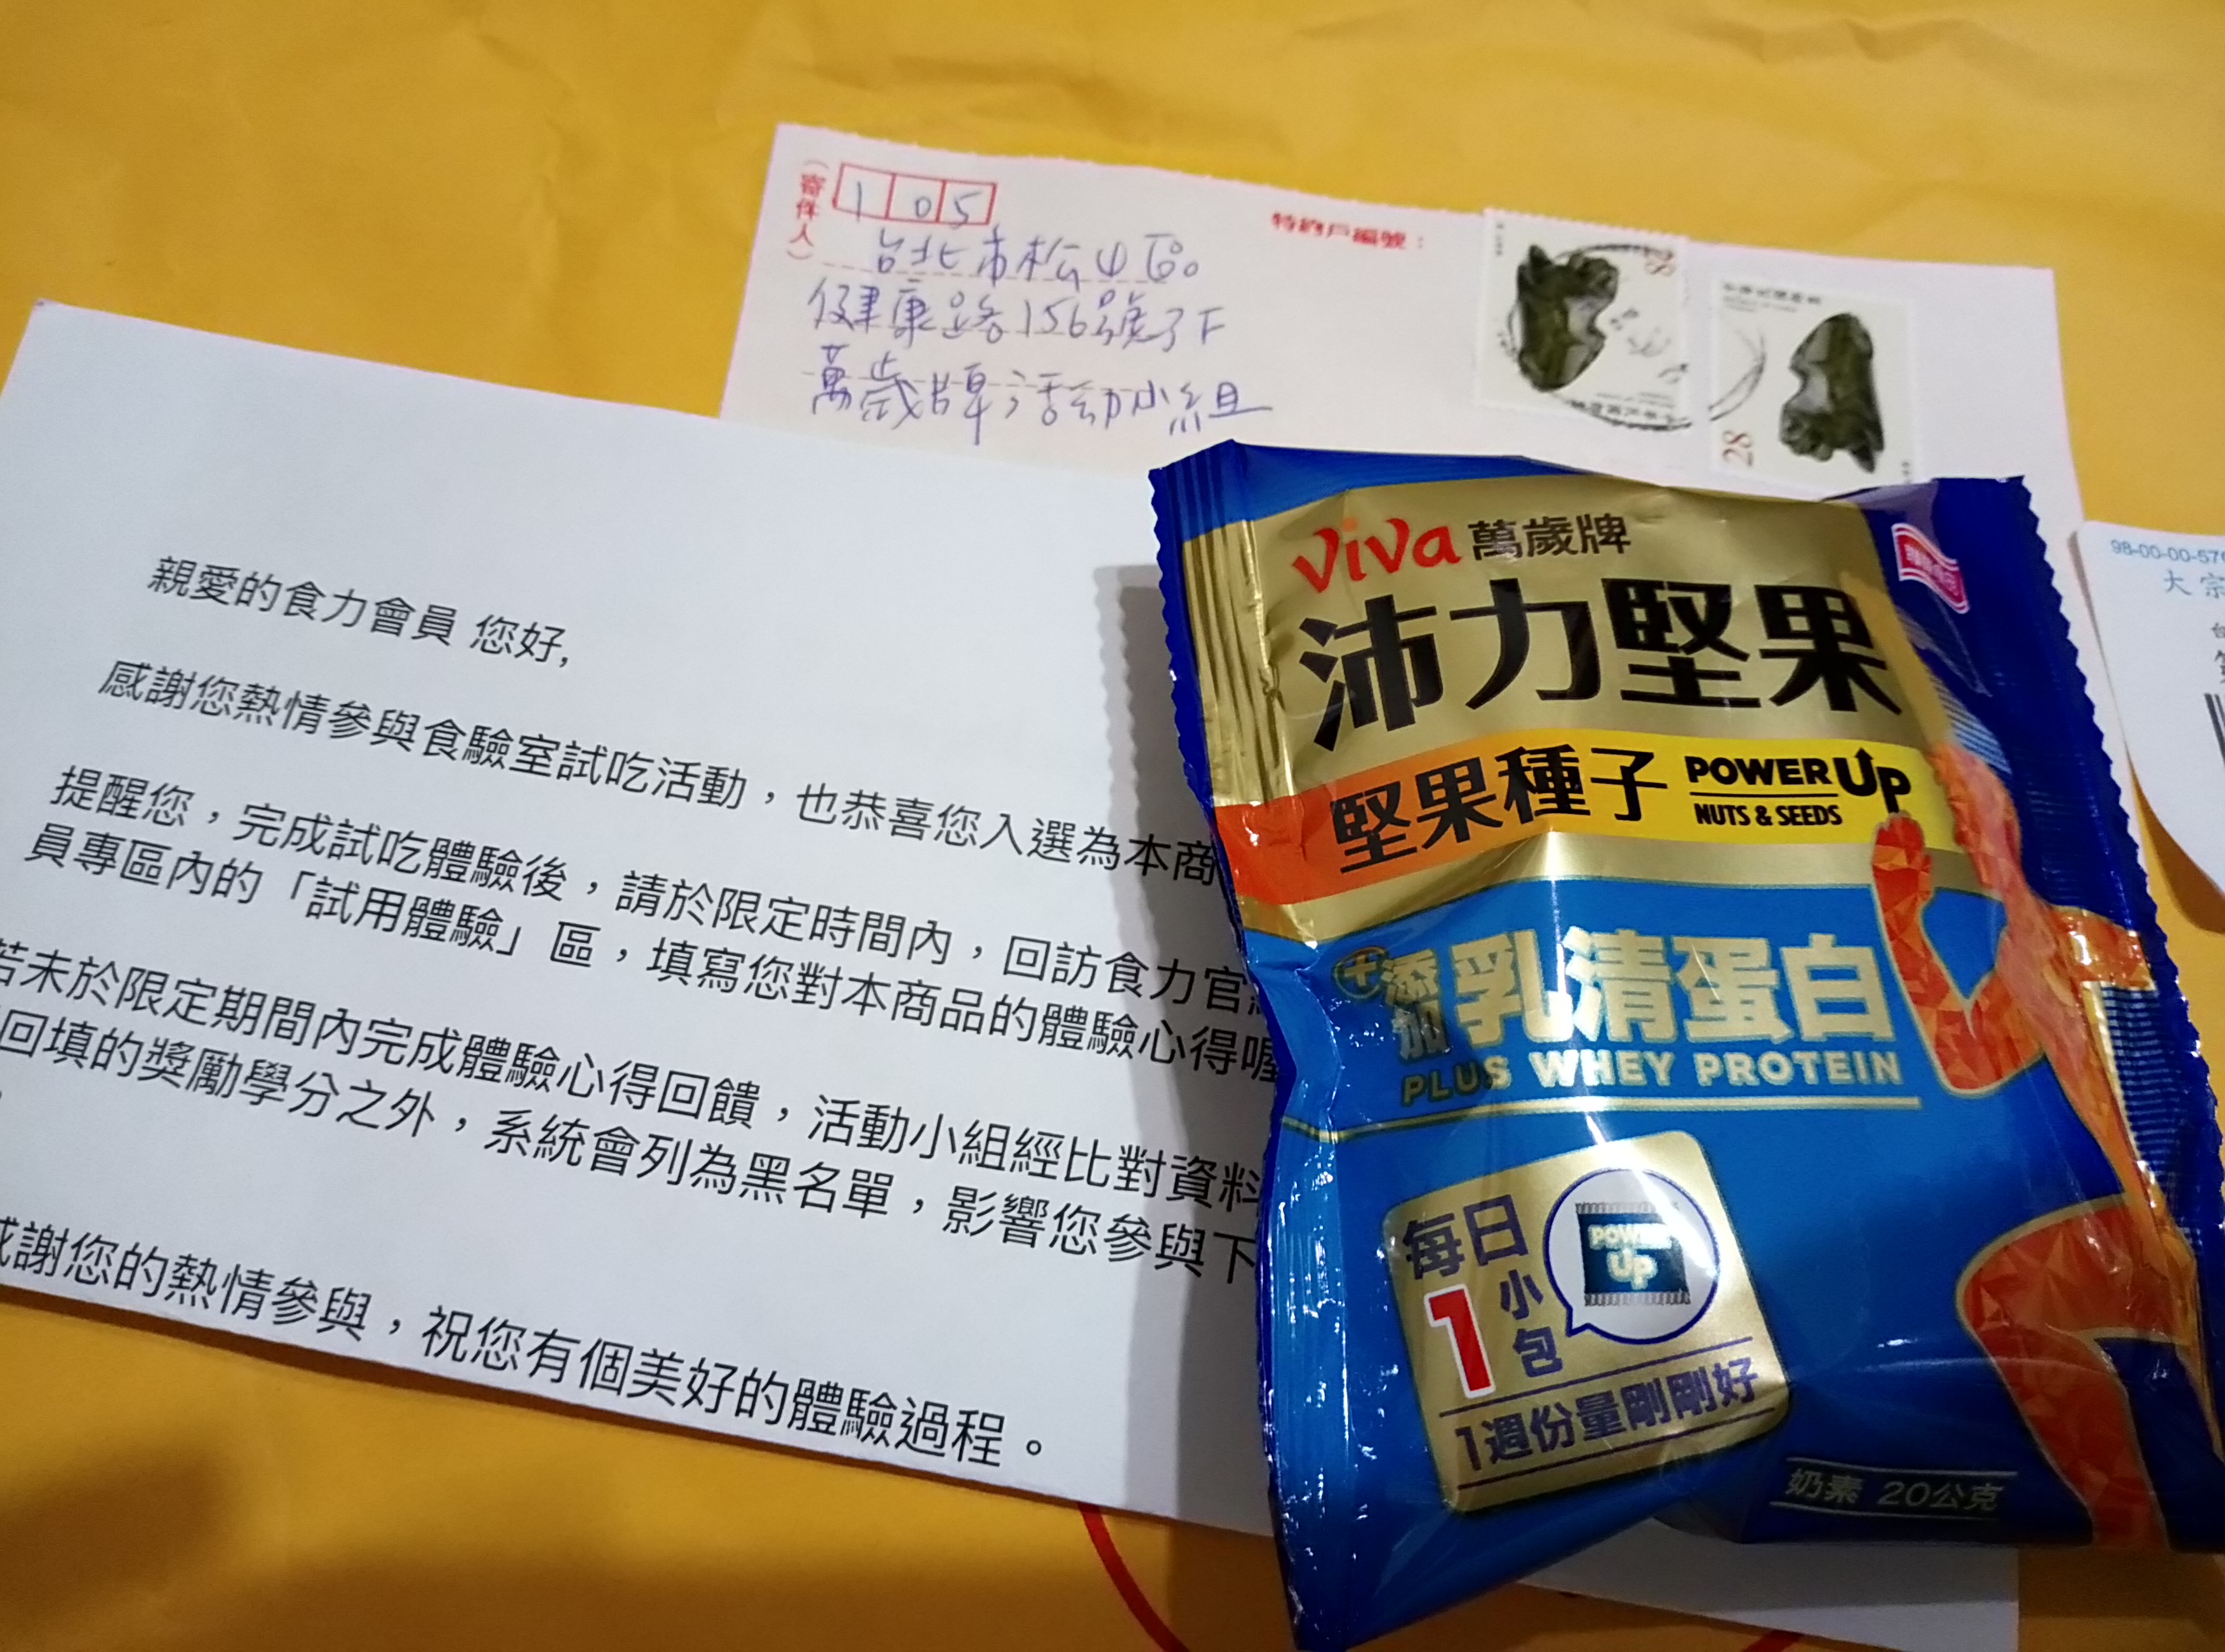 (寄件人)
105
台北市松山區
健康路156號3F
萬歲牌活動小組
特約戶編號：
28
28
98-00-00-57
大宗
親愛的食力會員 您好,
感謝您熱情參與食驗室試吃活動，也恭喜您入選為本商
提醒您，完成試吃體驗後，請於限定時間內，回訪食力官
員專區內的「試用體驗」區，填寫您對本商品的體驗心得喔
若未於限定期間內完成體驗心得回饋，活動小組經比對資料
回填的獎勵學分之外，系統會列為黑名單，影響您參與下
感謝您的熱情參與，祝您有個美好的體驗過程。
ViVa 萬歲牌
沛力堅果
堅果種子 POWER UP
NUTS & SEEDS
+添加 乳清蛋白
PLUS WHEY PROTEIN
每日
1小包
POWER UP
1週份量剛剛好
奶素 20公克